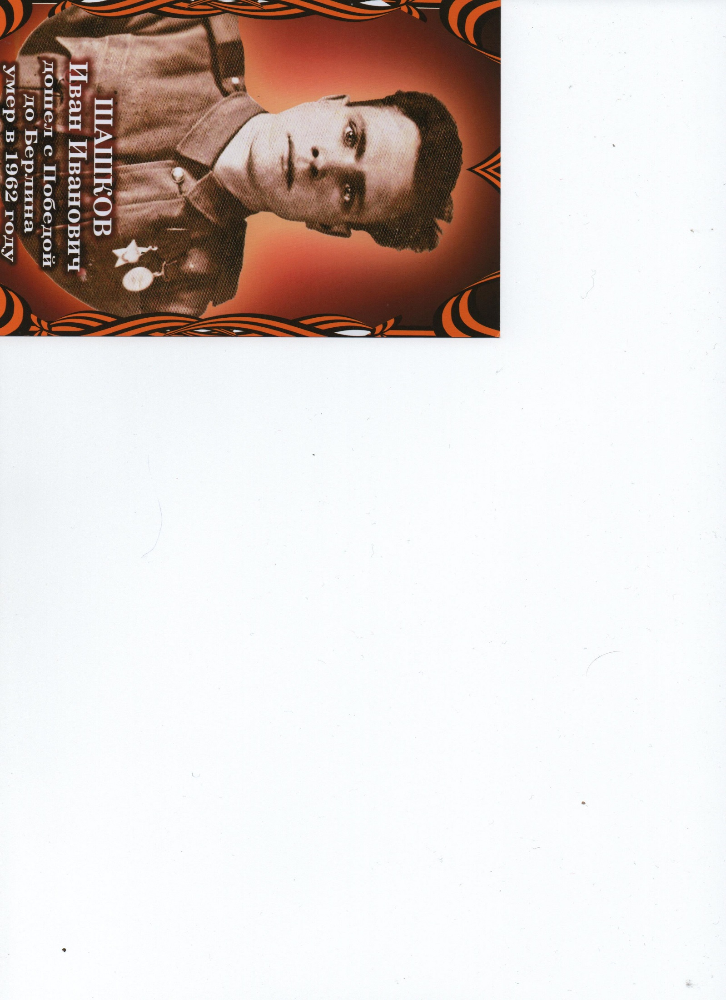 ШАШКОВ
Иван Иванович
дошел с Победой
до Берлина
умер в 1962 году